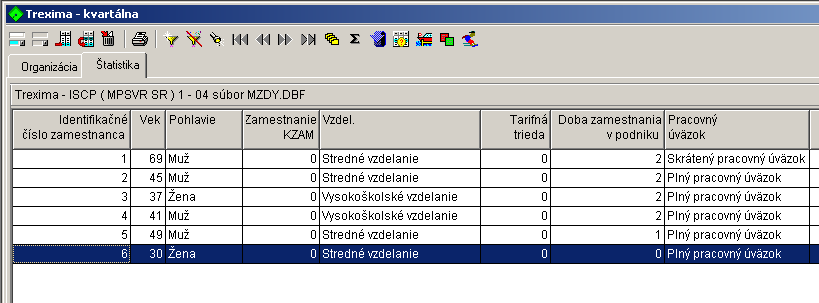 Trexima - kvartálna
Organizácia Štatistika
Trexima - ISCP ( MPSVR SR ) 1 - 04 súbor MZDY.DBF
Identifikačné číslo zamestnanca Vek Pohlavie Zamestnanie KZAM Vzdel. Tarifná trieda Doba zamestnania v podniku Pracovný úväzok
1 69 Muž 0 Stredné vzdelanie 0 2 Skrátený pracovný úväzok
2 45 Muž 0 Stredné vzdelanie 0 2 Plný pracovný úväzok
3 37 Žena 0 Vysokoškolské vzdelanie 0 2 Plný pracovný úväzok
4 41 Muž 0 Vysokoškolské vzdelanie 0 2 Plný pracovný úväzok
5 49 Muž 0 Stredné vzdelanie 0 1 Plný pracovný úväzok
6 30 Žena 0 Stredné vzdelanie 0 0 Plný pracovný úväzok